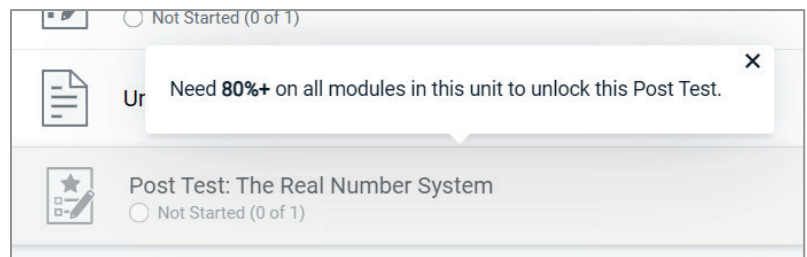 Not Started (0 of 1)
Need 80%+ on all modules in this unit to unlock this Post Test.
Post Test: The Real Number System
Not Started (0 of 1)